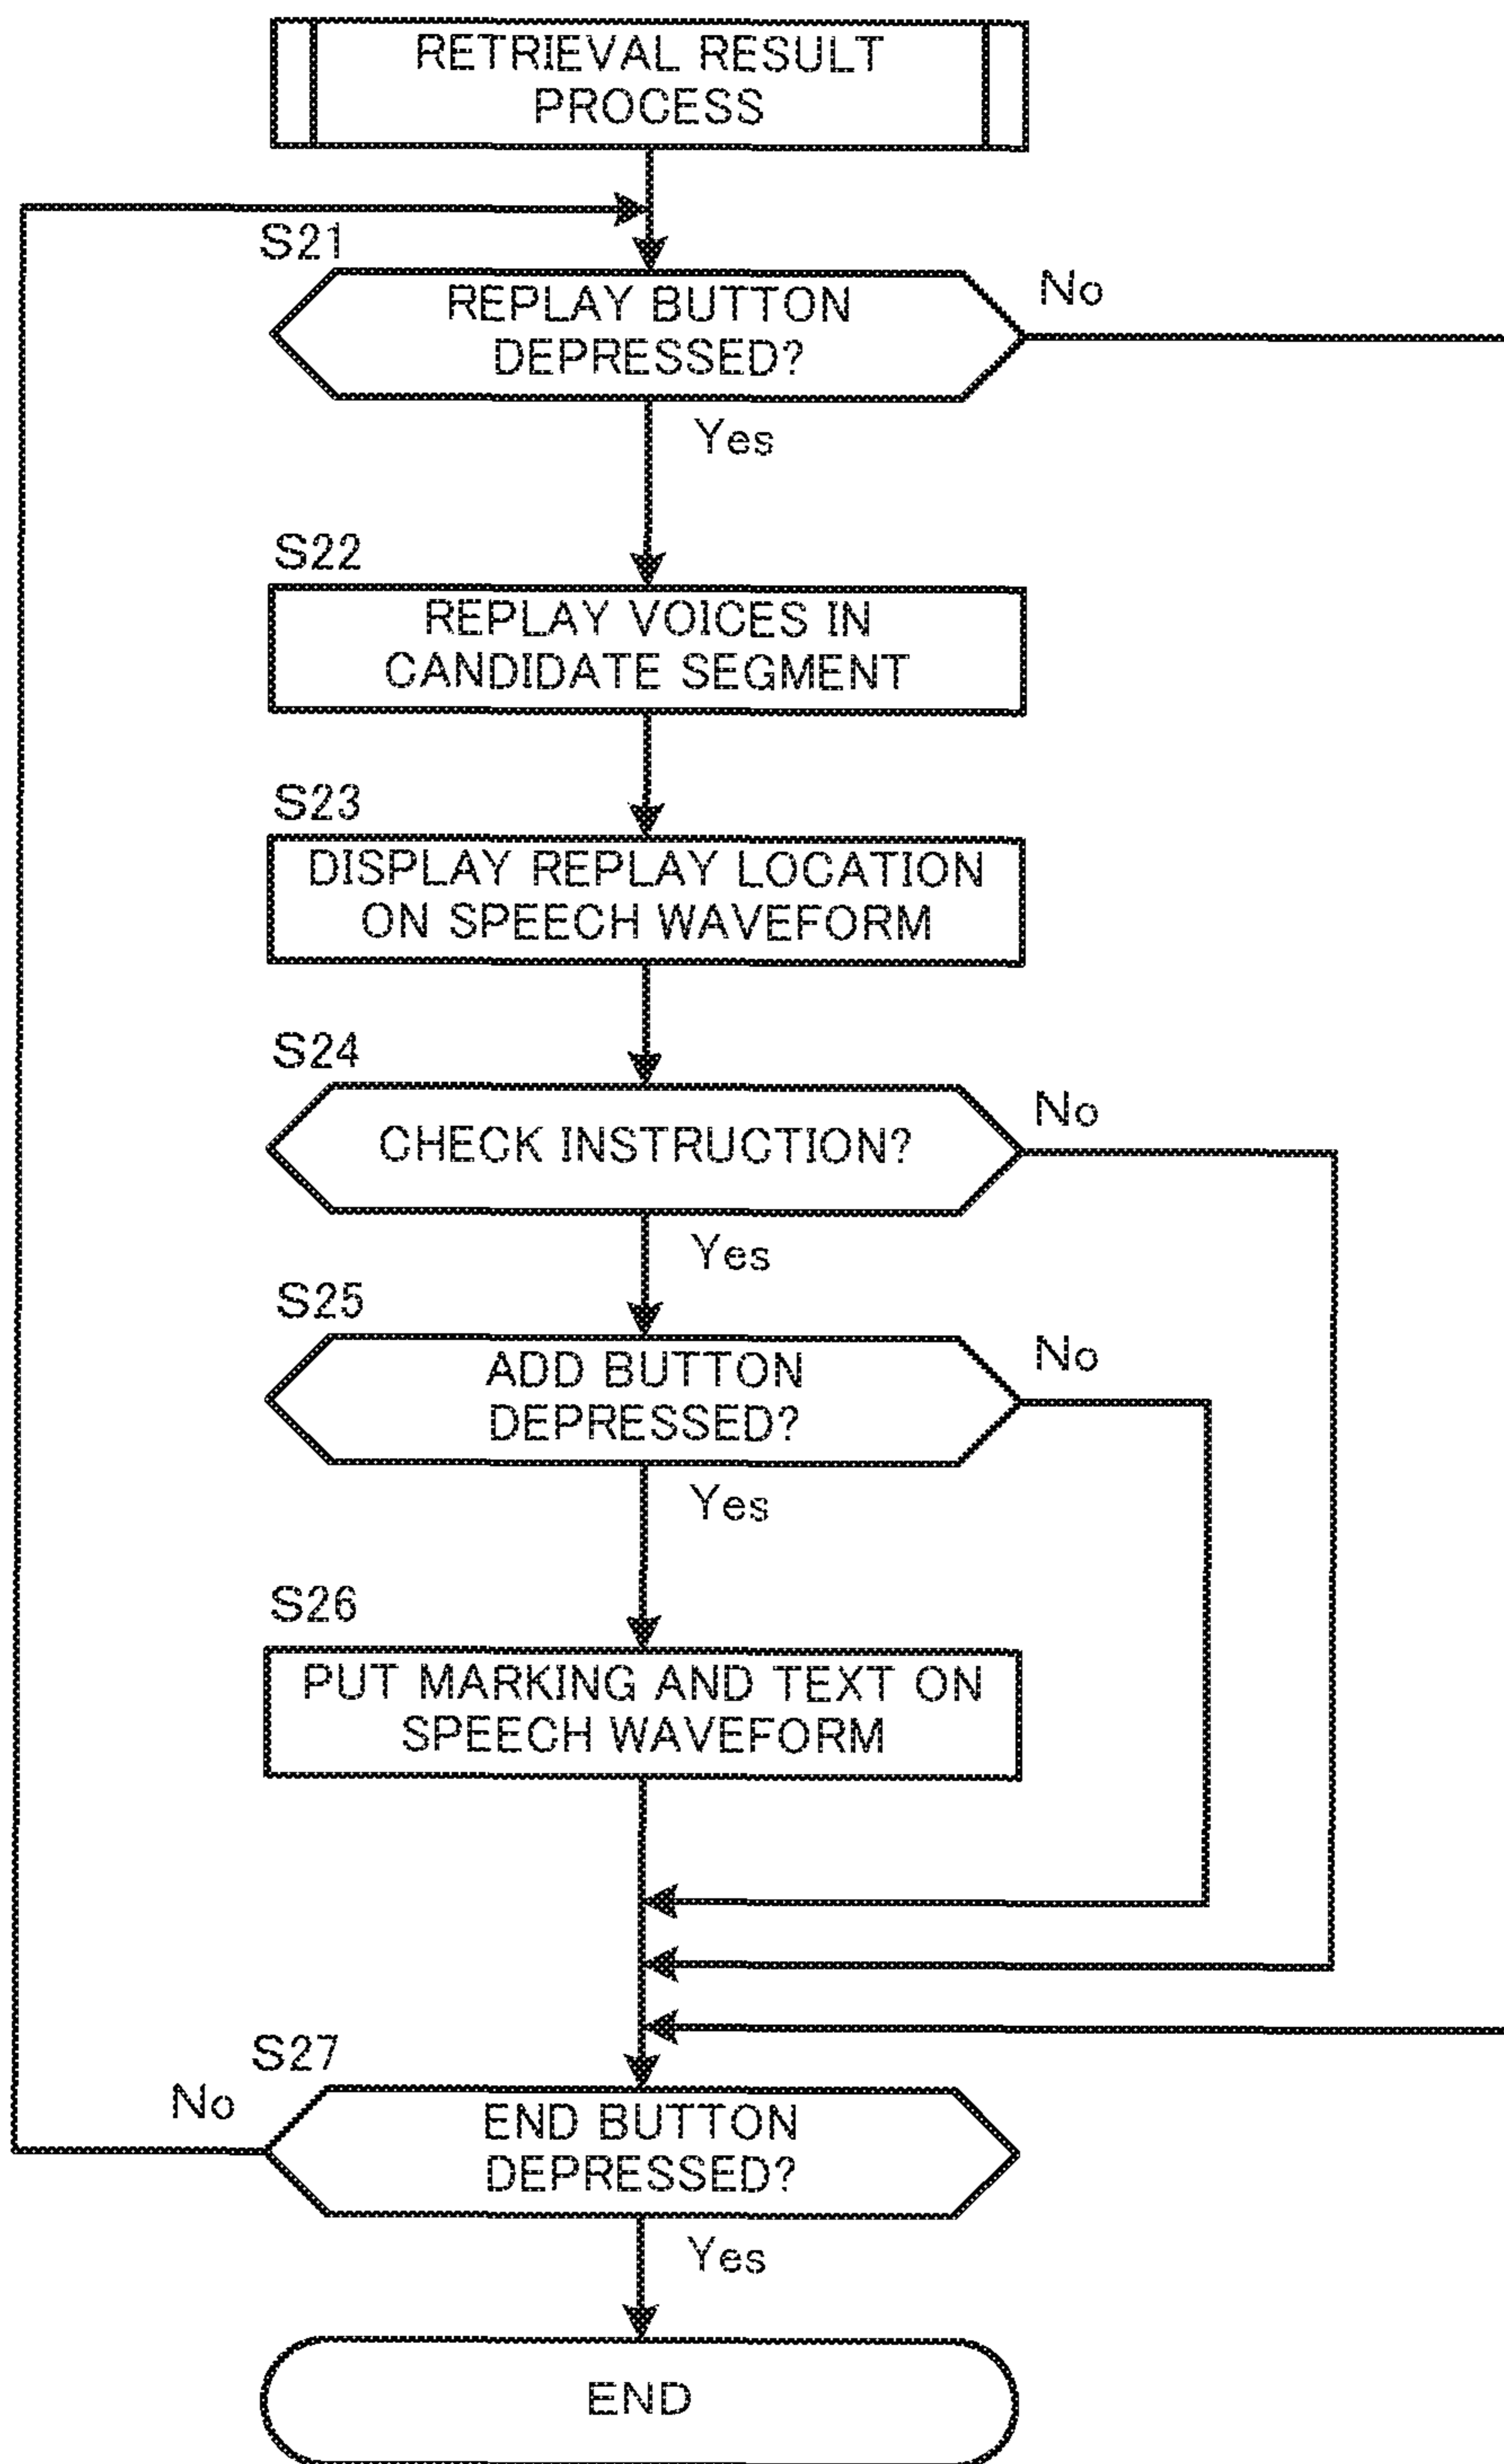 RETRIEVAL RESULT
PROCESS
S21
REPLAY BUTTON
DEPRESSED?
No
Yes
S22
REPLAY VOICES IN
CANDIDATE SEGMENT
S23
DISPLAY REPLAY LOCATION
ON SPEECH WAVEFORM
S24
CHECK INSTRUCTION?
No
Yes
S25
ADD BUTTON
DEPRESSED?
No
Yes
S26
PUT MARKING AND TEXT ON
SPEECH WAVEFORM
S27
No
END BUTTON
DEPRESSED?
Yes
END